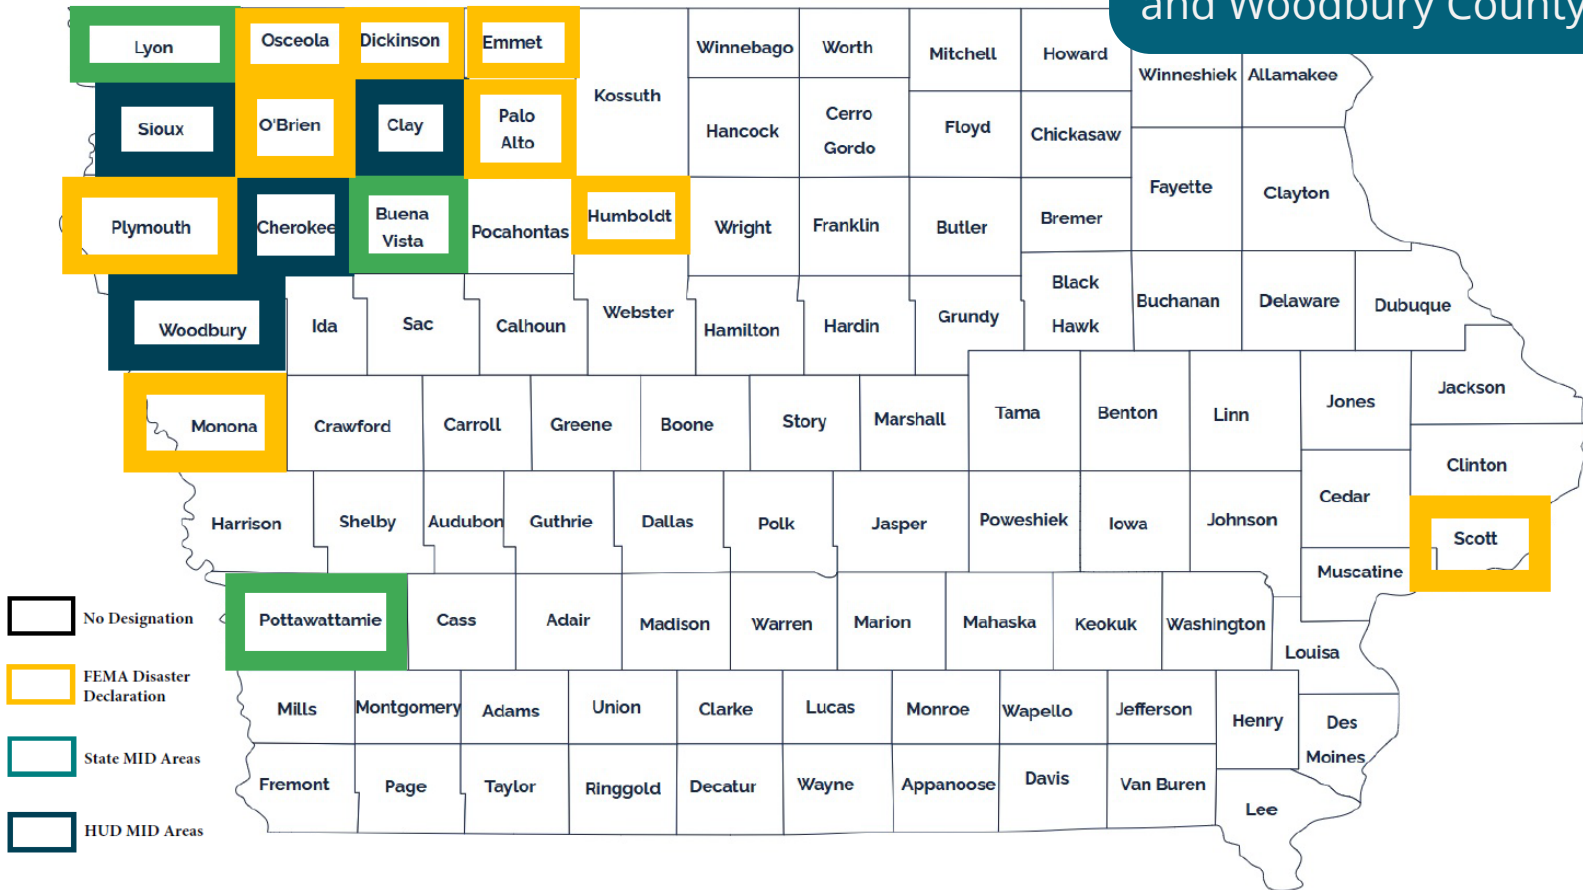 and Woodbury County
Lyon
Osceola
Dickinson
Emmet
Winnebago
Worth
Mitchell
Howard
Winneshiek
Allamakee
Kossuth
Sioux
O'Brien
Clay
Palo
Alto
Hancock
Cerro
Gordo
Floyd
Chickasaw
Fayette
Clayton
Plymouth
Cherokee
Buena
Vista
Pocahontas
Humboldt
Wright
Franklin
Butler
Bremer
Woodbury
Ida
Sac
Calhoun
Webster
Hamilton
Hardin
Grundy
Black
Hawk
Buchanan
Delaware
Dubuque
Monona
Crawford
Carroll
Greene
Boone
Story
Marshall
Tama
Benton
Linn
Jones
Jackson
Clinton
Harrison
Shelby
Audubon
Guthrie
Dallas
Polk
Jasper
Poweshiek
Iowa
Johnson
Cedar
Scott
Muscatine
Pottawattamie
Cass
Adair
Madison
Warren
Marion
Mahaska
Keokuk
Washington
Louisa
Mills
Montgomery
Adams
Union
Clarke
Lucas
Monroe
Wapello
Jefferson
Henry
Des
Moines
Fremont
Page
Taylor
Ringgold
Decatur
Wayne
Appanoose
Davis
Van Buren
Lee
No Designation
FEMA Disaster
Declaration
State MID Areas
HUD MID Areas